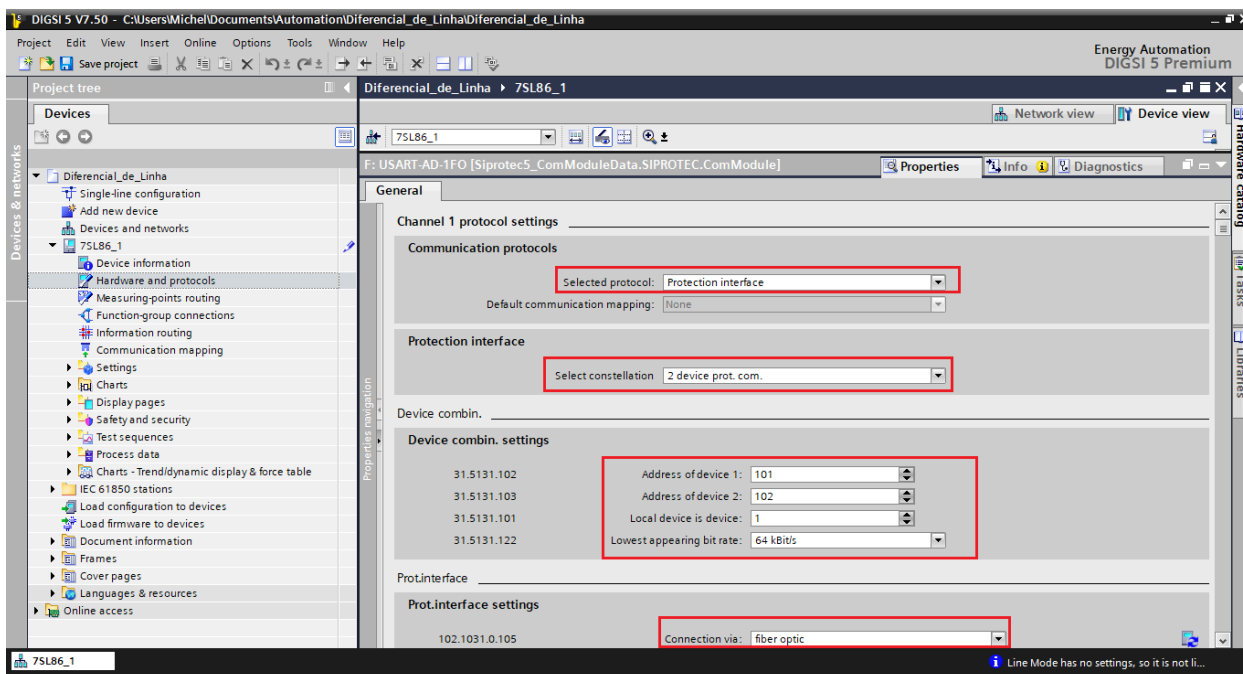 DIGSI 5 V7.50 - C:\Users\Michel\Documents\Automation\Diferencial_de_Linha\Diferencial_de_Linha
Project Edit View Insert Online Options Tools Window Help
Energy Automation
DIGSI 5 Premium
Save project
Project tree
Diferencial_de_Linha 7SL86_1
Devices
Network view Device view
7SL86_1
Devices & networks
F: USART-AD-1FO [Siprotec5_ComModuleData.SIPROTEC.ComModule]
Properties Info Diagnostics
General
Diferencial_de_Linha
Single-line configuration
Add new device
Devices and networks
7SL86_1
Device information
Hardware and protocols
Measuring-points routing
Function-group connections
Information routing
Communication mapping
Settings
Charts
Display pages
Safety and security
Test sequences
Process data
Charts - Trend/dynamic display & force table
IEC 61850 stations
Load configuration to devices
Load firmware to devices
Document information
Frames
Cover pages
Languages & resources
Online access
Properties navigation
Channel 1 protocol settings
Communication protocols
Selected protocol: Protection interface
Default communication mapping: None
Protection interface
Select constellation 2 device prot. com.
Device combin.
Device combin. settings
31.5131.102 Address of device 1: 101
31.5131.103 Address of device 2: 102
31.5131.101 Local device is device: 1
31.5131.122 Lowest appearing bit rate: 64 kBit/s
Prot.interface
Prot.interface settings
102.1031.0.105 Connection via: fiber optic
Hardware catalog
Tasks
Libraries
7SL86_1
Line Mode has no settings, so it is not li...